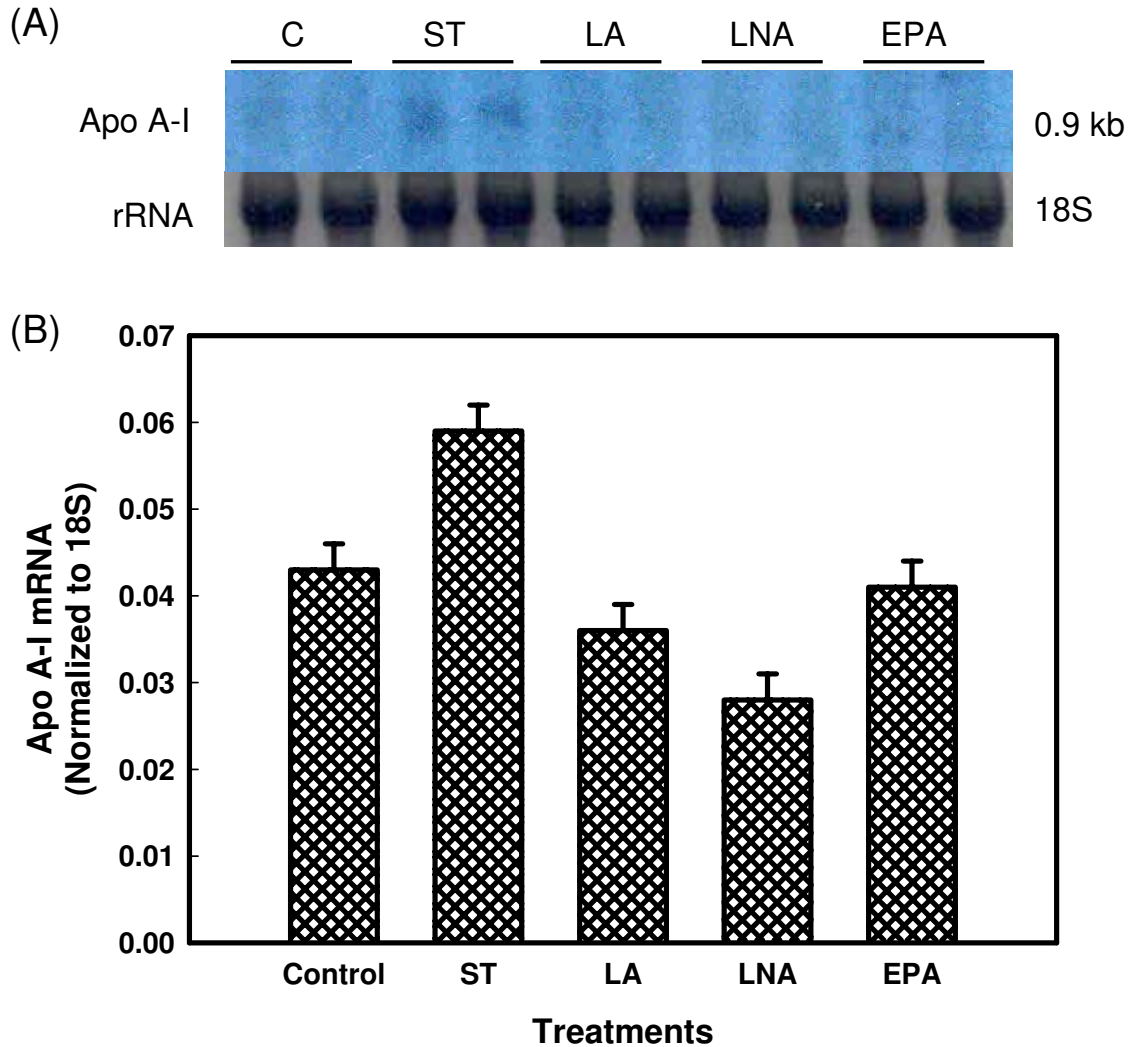 (A)
C ST LA LNA EPA
Apo A-I 0.9 kb
rRNA 18S
(B)
0.07
0.06
0.05
0.04
0.03
0.02
0.01
0.00
Apo A-I mRNA
(Normalized to 18S)
Control ST LA LNA EPA
Treatments